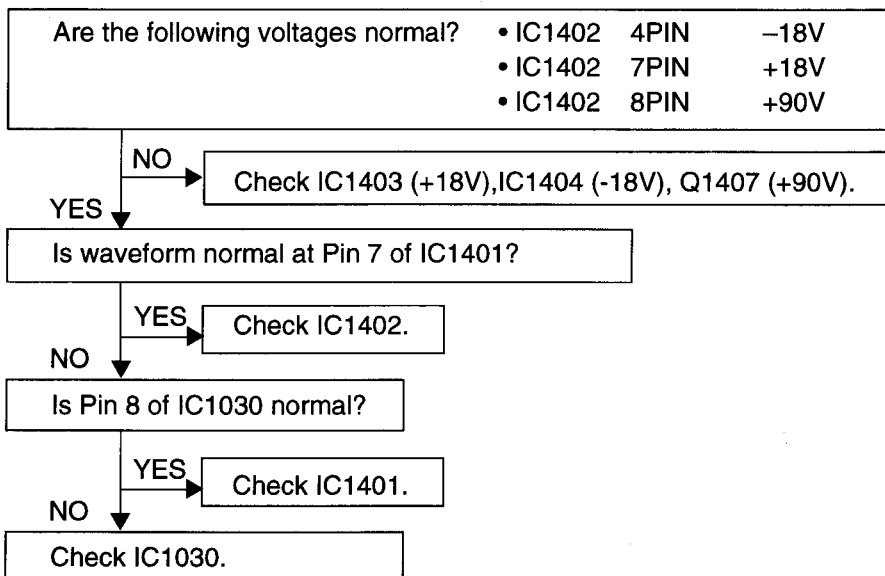 Are the following voltages normal? • IC1402 4PIN –18V
• IC1402 7PIN +18V
• IC1402 8PIN +90V
NO
Check IC1403 (+18V),IC1404 (-18V), Q1407 (+90V).
YES
Is waveform normal at Pin 7 of IC1401?
YES
Check IC1402.
NO
Is Pin 8 of IC1030 normal?
YES
Check IC1401.
NO
Check IC1030.